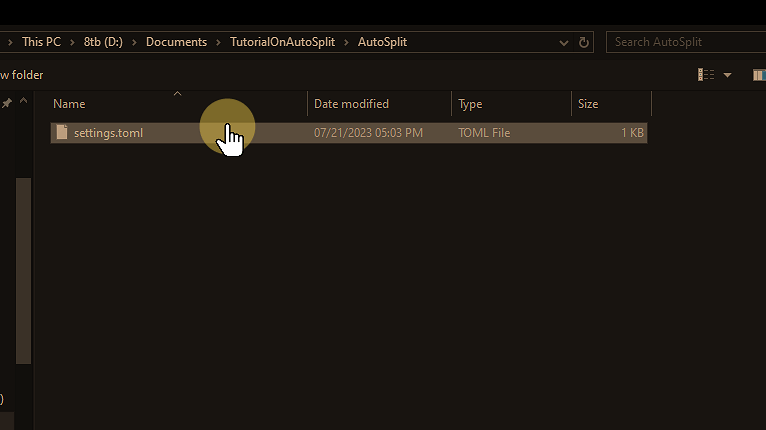 This PC > 8tb (D:) > Documents > TutorialOnAutoSplit > AutoSplit
Search AutoSplit
w folder
Name Date modified Type Size
settings.toml 07/21/2023 05:03 PM TOML File 1 KB
)